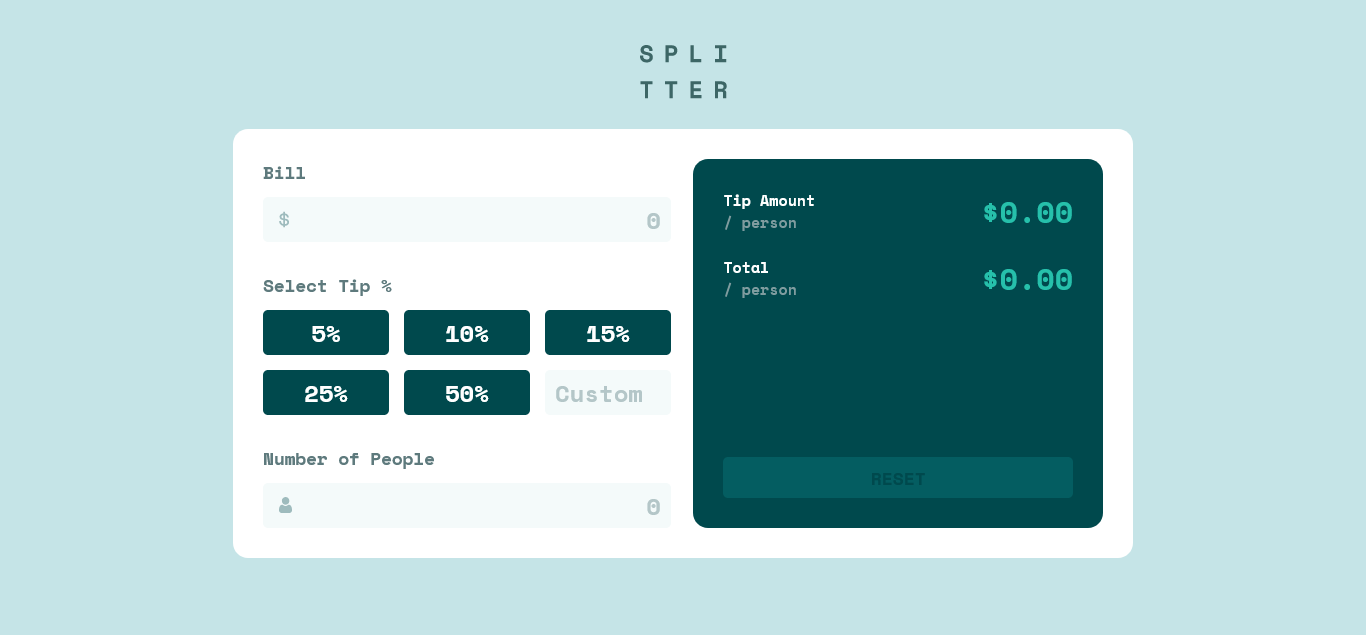 SPLI
TTER
Bill
$ 0
Select Tip %
5% 10% 15%
25% 50% Custom
Number of People
0
Tip Amount
/ person
$0.00
Total
/ person
$0.00
RESET